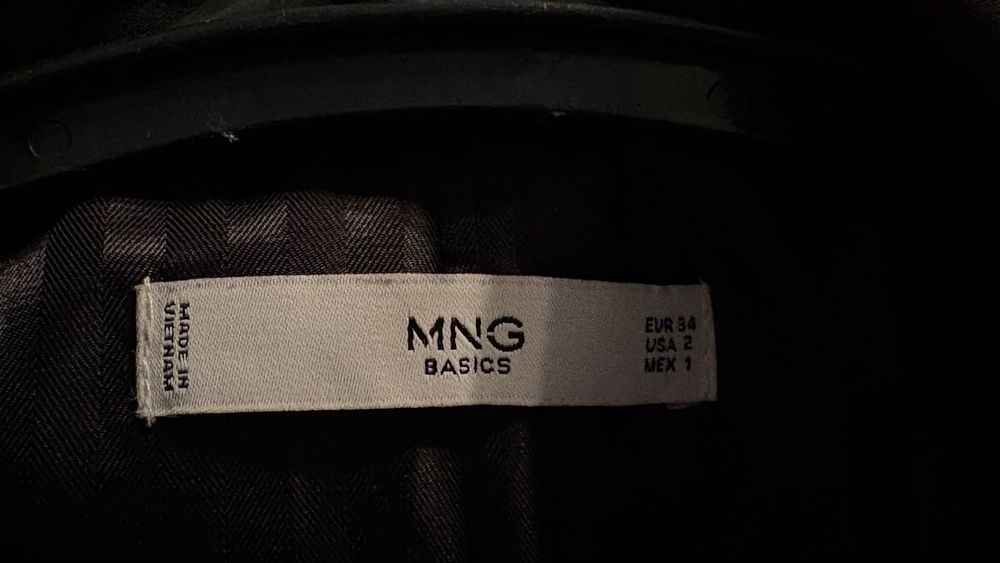 MADE IN
VIETNAM
MNG
BASICS
EUR 34
USA 2
MEX 1